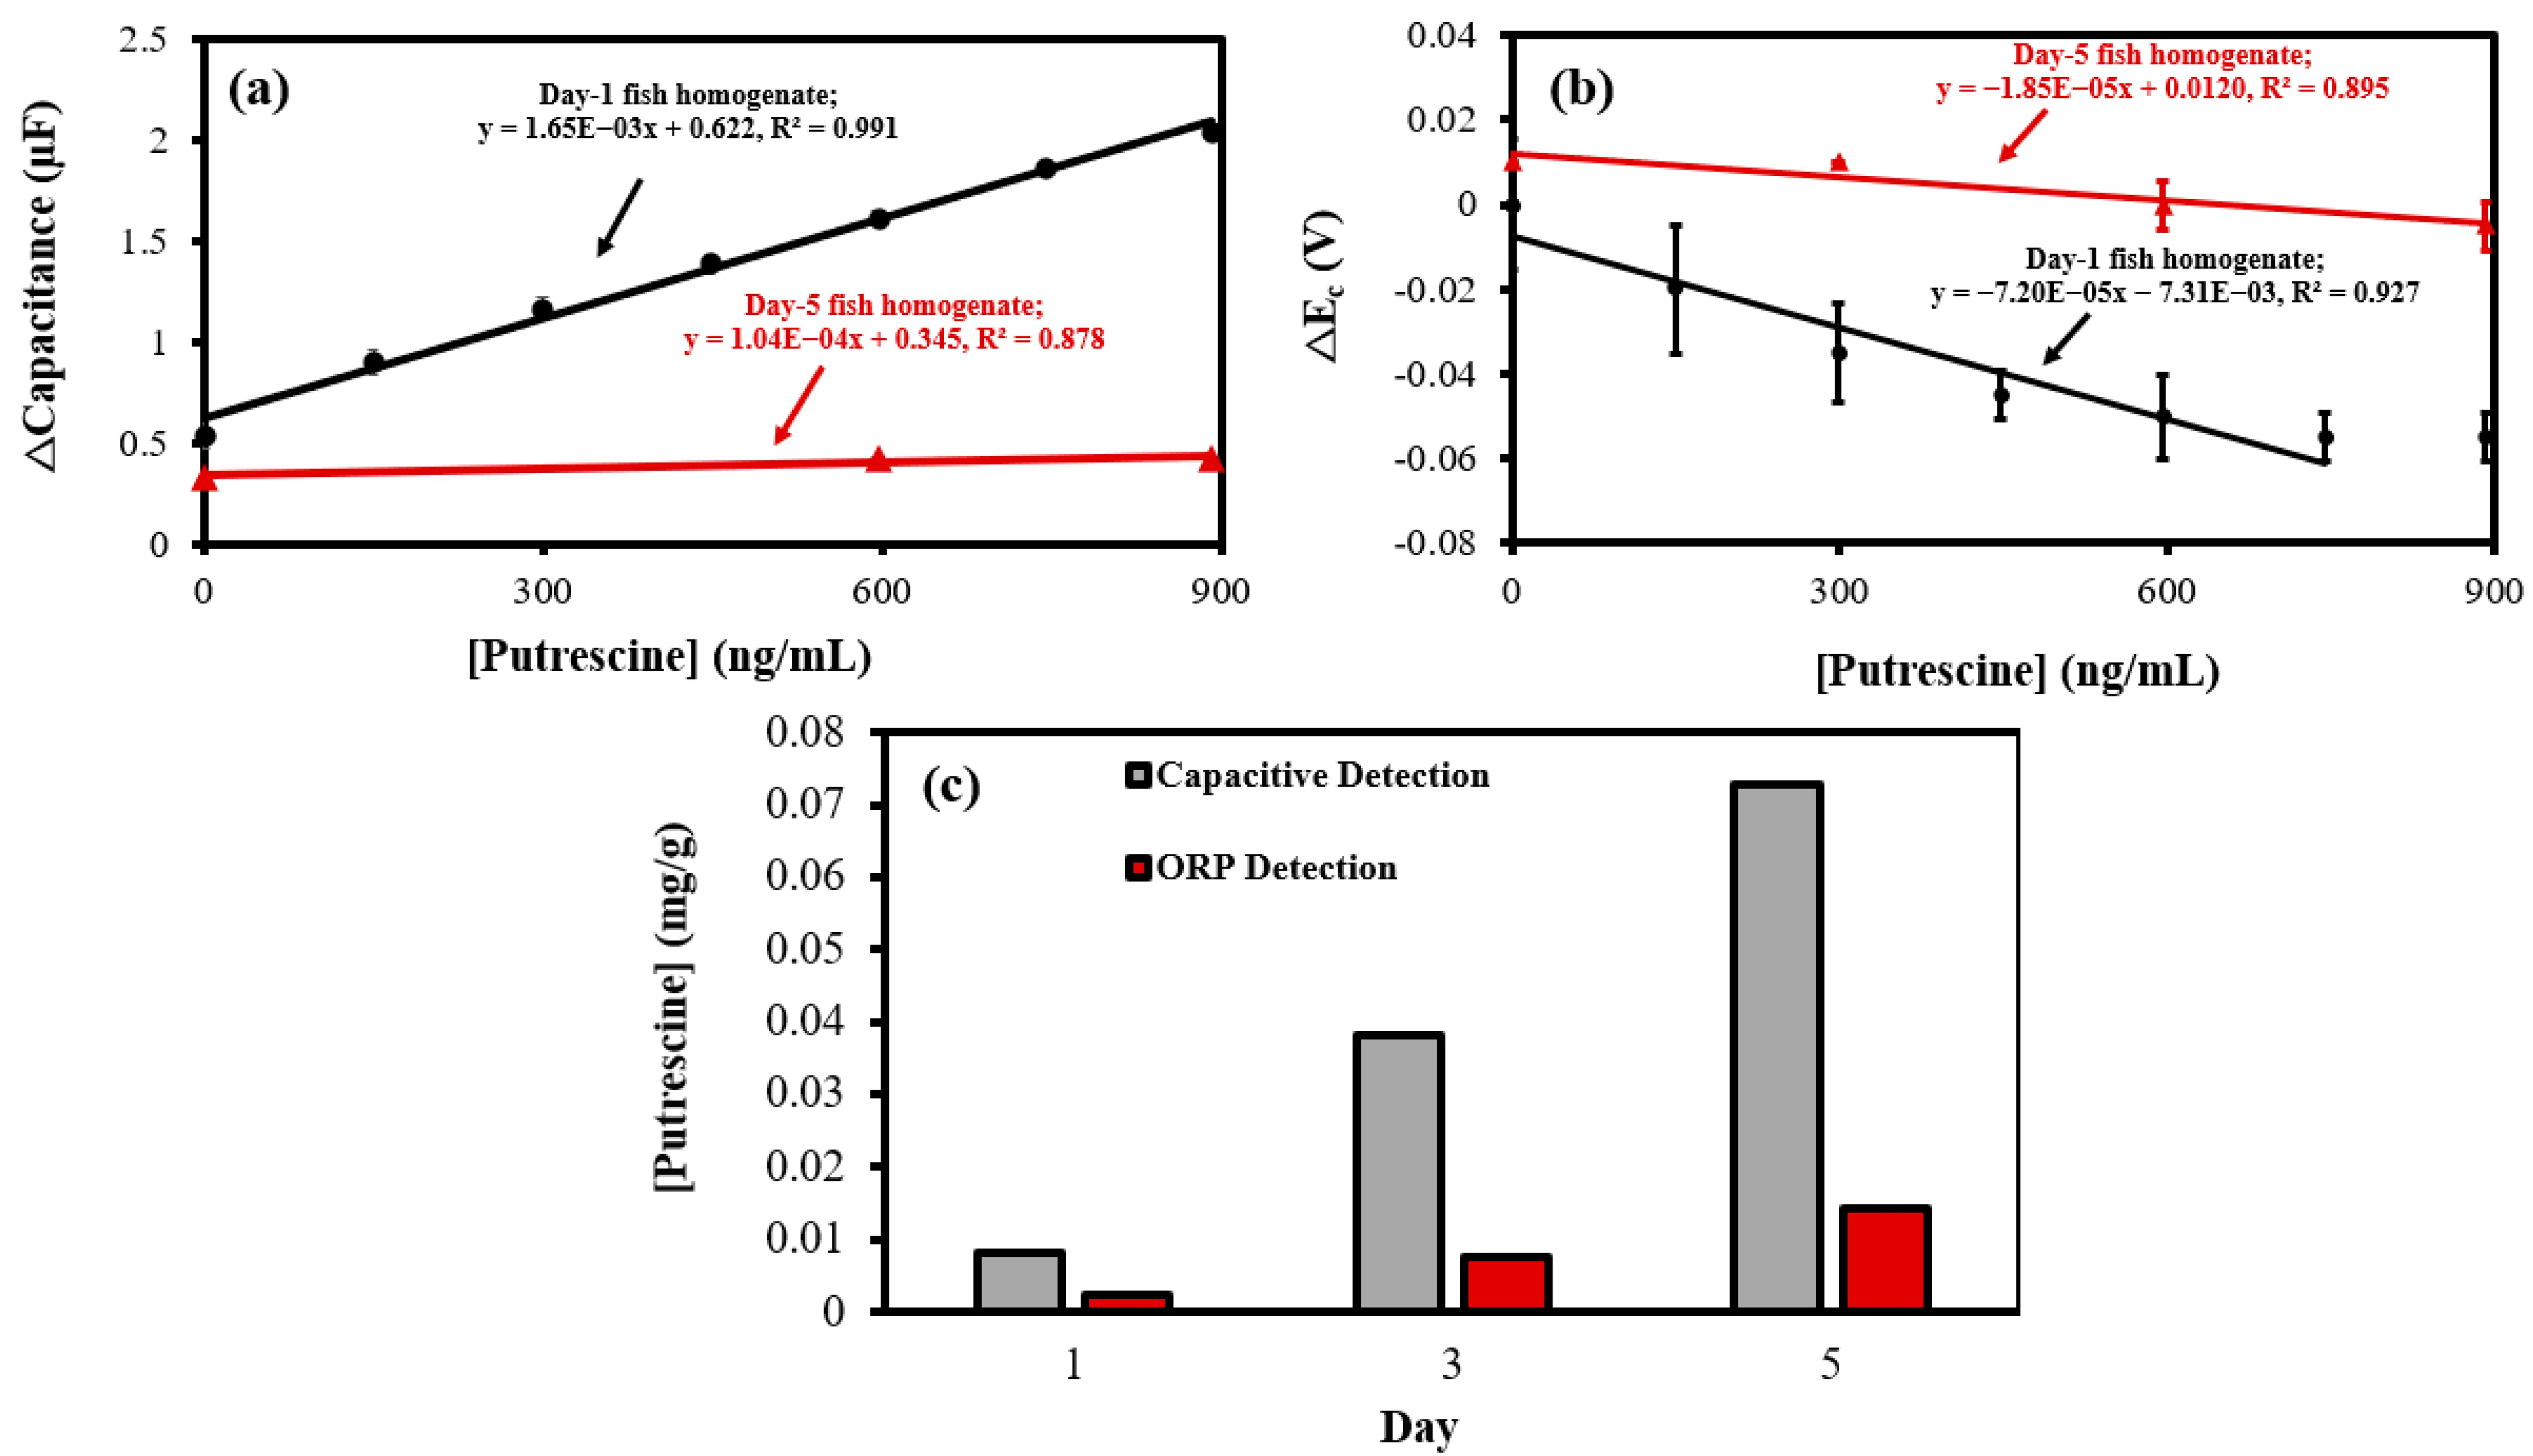 2.5
2
1.5
1
0.5
0
△Capacitance (µF)
(a)
Day-1 fish homogenate;
y = 1.65E−03x + 0.622, R² = 0.991
Day-5 fish homogenate;
y = 1.04E−04x + 0.345, R² = 0.878
0 300 600 900
[Putrescine] (ng/mL)
0.04
0.02
0
-0.02
-0.04
-0.06
-0.08
△Ec (V)
(b)
Day-5 fish homogenate;
y = −1.85E−05x + 0.0120, R² = 0.895
Day-1 fish homogenate;
y = −7.20E−05x − 7.31E−03, R² = 0.927
0 300 600 900
[Putrescine] (ng/mL)
0.08
0.07
0.06
0.05
0.04
0.03
0.02
0.01
0
[Putrescine] (mg/g)
(c)
Capacitive Detection
ORP Detection
1 3 5
Day